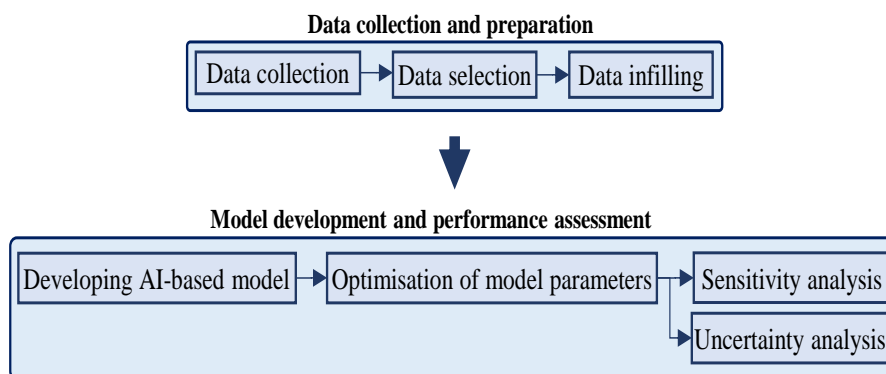 Data collection and preparation
Data collection
Data selection
Data infilling
Model development and performance assessment
Developing AI-based model
Optimisation of model parameters
Sensitivity analysis
Uncertainty analysis